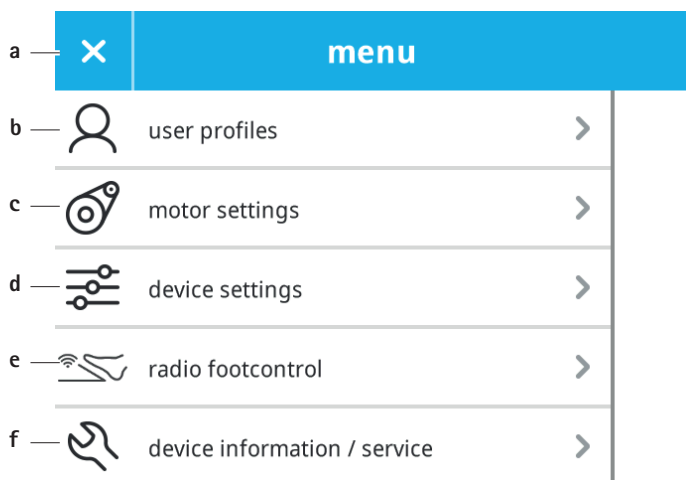 a menu
b user profiles
c motor settings
d device settings
e radio footcontrol
f device information / service